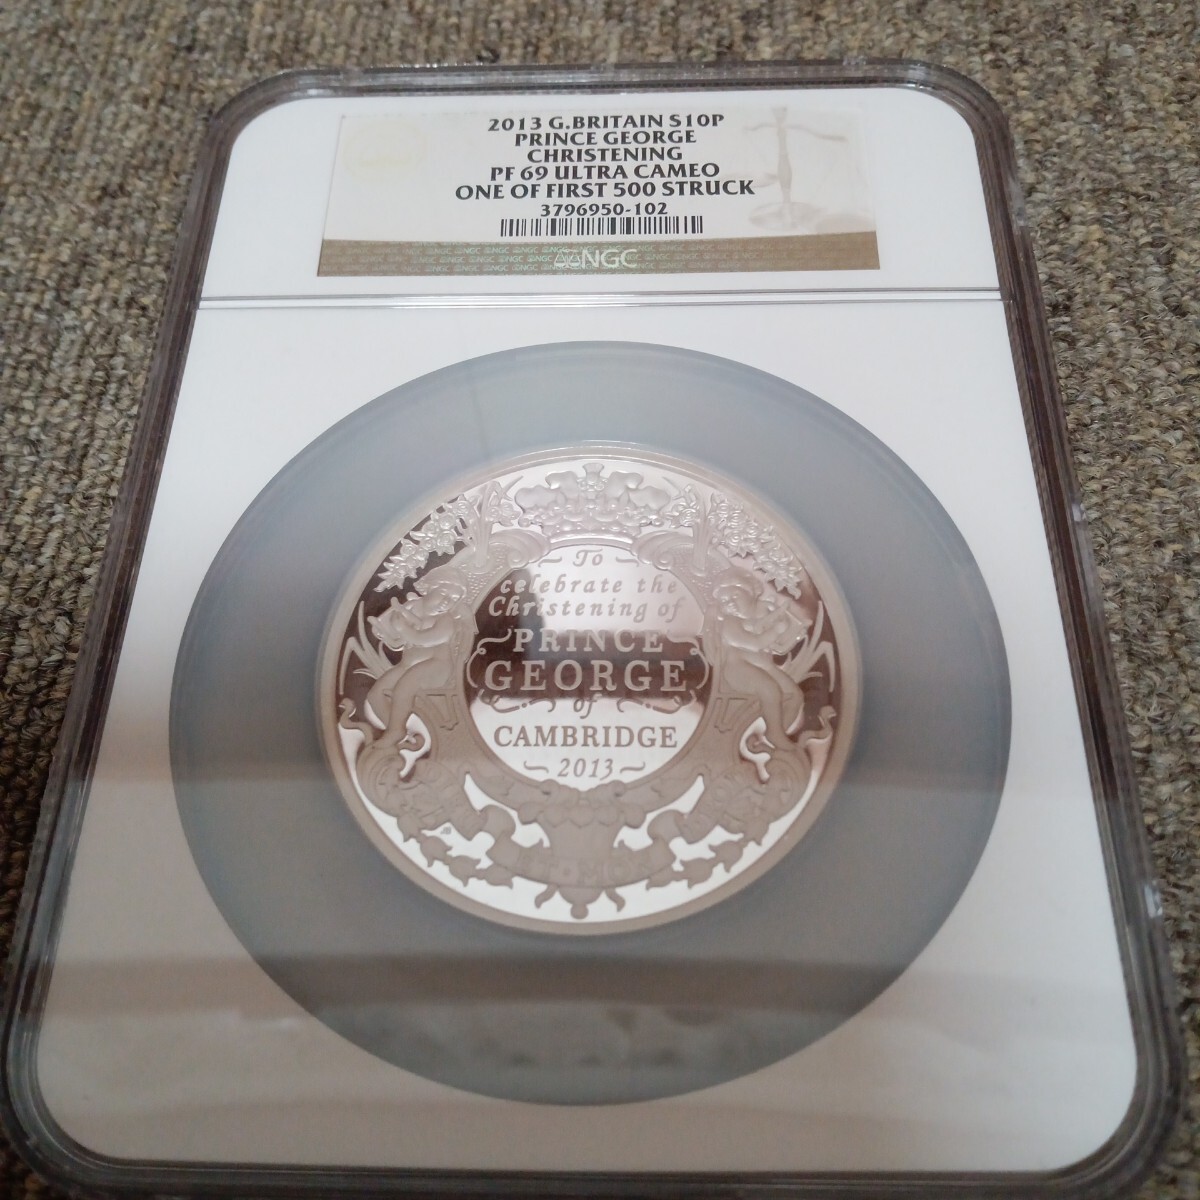 2013 G.BRITAIN S10P
PRINCE GEORGE
CHRISTENING
PF 69 ULTRA CAMEO
ONE OF FIRST 500 STRUCK
3796950-102
NGC
To
celebrate the
Christening of
PRINCE
GEORGE
of
CAMBRIDGE
2013